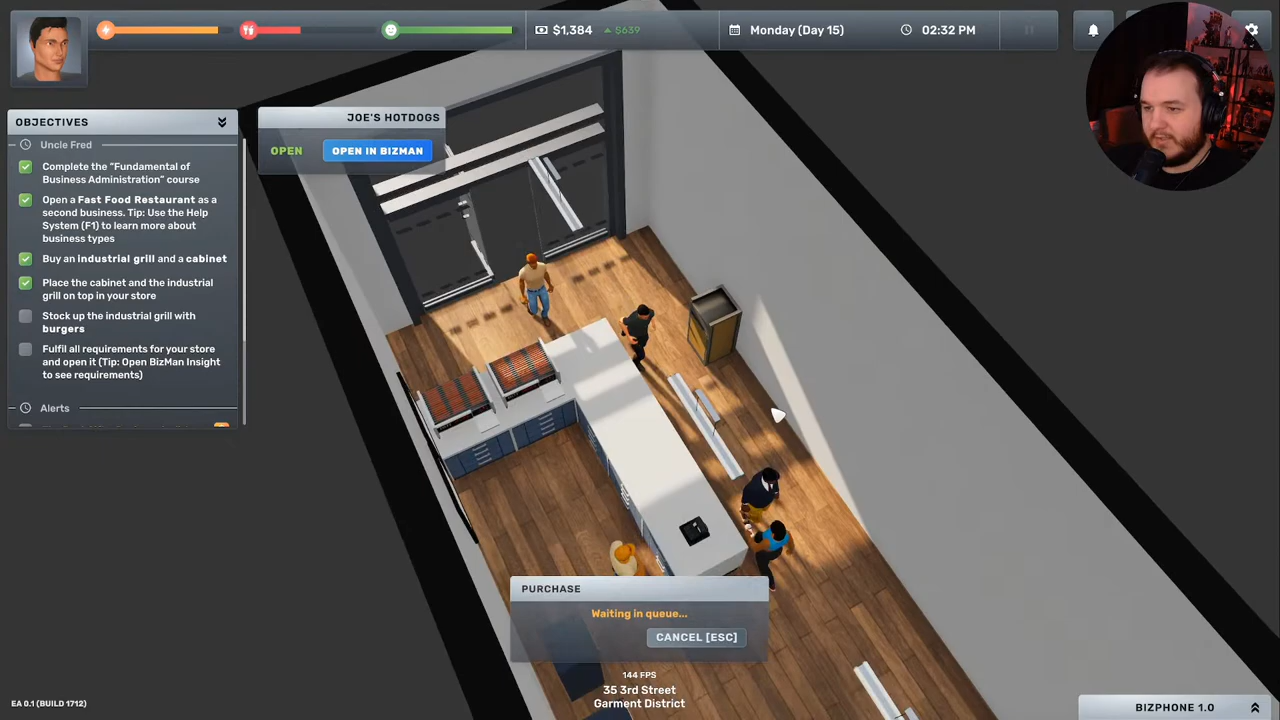 $1,384 ▲ $639
Monday (Day 15)
02:32 PM
OBJECTIVES
Uncle Fred
Complete the "Fundamental of
Business Administration" course
Open a Fast Food Restaurant as a
second business. Tip: Use the Help
System (F1) to learn more about
business types
Buy an industrial grill and a cabinet
Place the cabinet and the industrial
grill on top in your store
Stock up the industrial grill with
burgers
Fulfil all requirements for your store
and open it (Tip: Open BizMan Insight
to see requirements)
Alerts
JOE'S HOTDOGS
OPEN
OPEN IN BIZMAN
PURCHASE
Waiting in queue...
CANCEL [ESC]
144 FPS
35 3rd Street
Garment District
EA 0.1 (BUILD 1712)
BIZPHONE 1.0